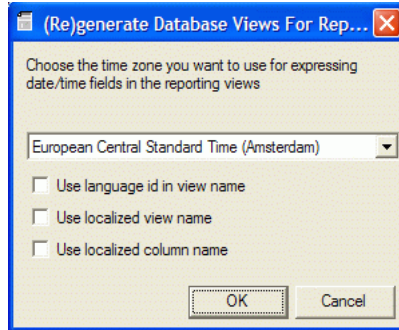 (Re)generate Database Views For Rep...
Choose the time zone you want to use for expressing
date/time fields in the reporting views
European Central Standard Time (Amsterdam)
Use language id in view name
Use localized view name
Use localized column name
OK
Cancel